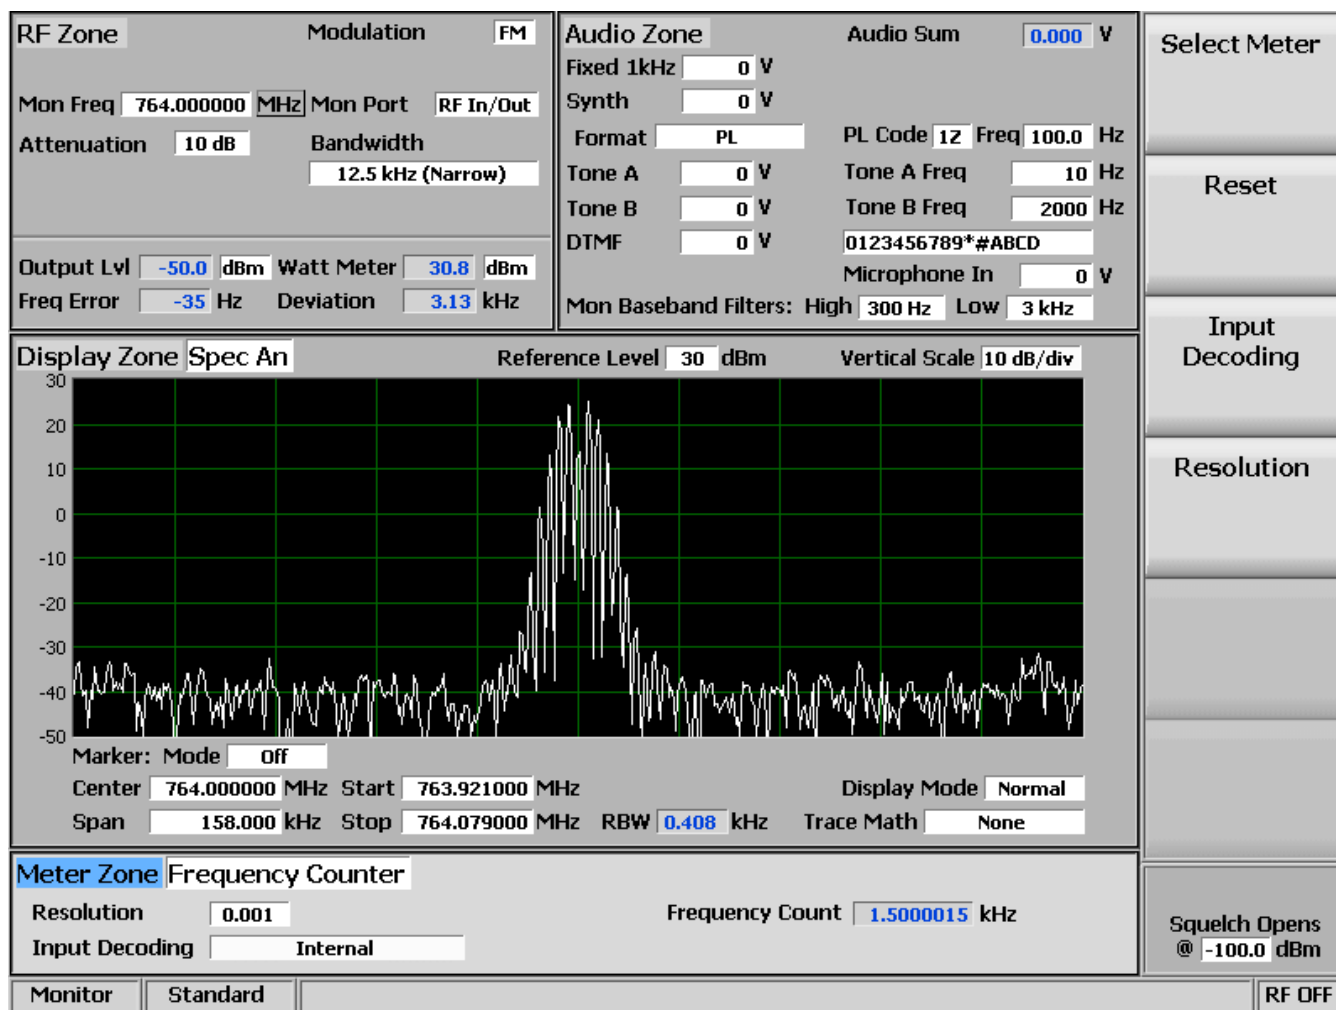 RF Zone Modulation FM
Mon Freq 764.000000 MHz Mon Port RF In/Out
Attenuation 10 dB Bandwidth
12.5 kHz (Narrow)
Output Lvl -50.0 dBm Watt Meter 30.8 dBm
Freq Error -35 Hz Deviation 3.13 kHz
Audio Zone Audio Sum 0.000 V
Fixed 1kHz 0 V
Synth 0 V
Format PL PL Code 1Z Freq 100.0 Hz
Tone A 0 V Tone A Freq 10 Hz
Tone B 0 V Tone B Freq 2000 Hz
DTMF 0 V 0123456789*#ABCD
Microphone In 0 V
Mon Baseband Filters: High 300 Hz Low 3 kHz
Display Zone Spec An Reference Level 30 dBm Vertical Scale 10 dB/div
30
20
10
0
-10
-20
-30
-40
-50
Marker: Mode Off
Center 764.000000 MHz Start 763.921000 MHz Display Mode Normal
Span 158.000 kHz Stop 764.079000 MHz RBW 0.408 kHz Trace Math None
Meter Zone Frequency Counter
Resolution 0.001 Frequency Count 1.5000015 kHz
Input Decoding Internal
Select Meter
Reset
Input
Decoding
Resolution
Squelch Opens
@ -100.0 dBm
Monitor Standard RF OFF